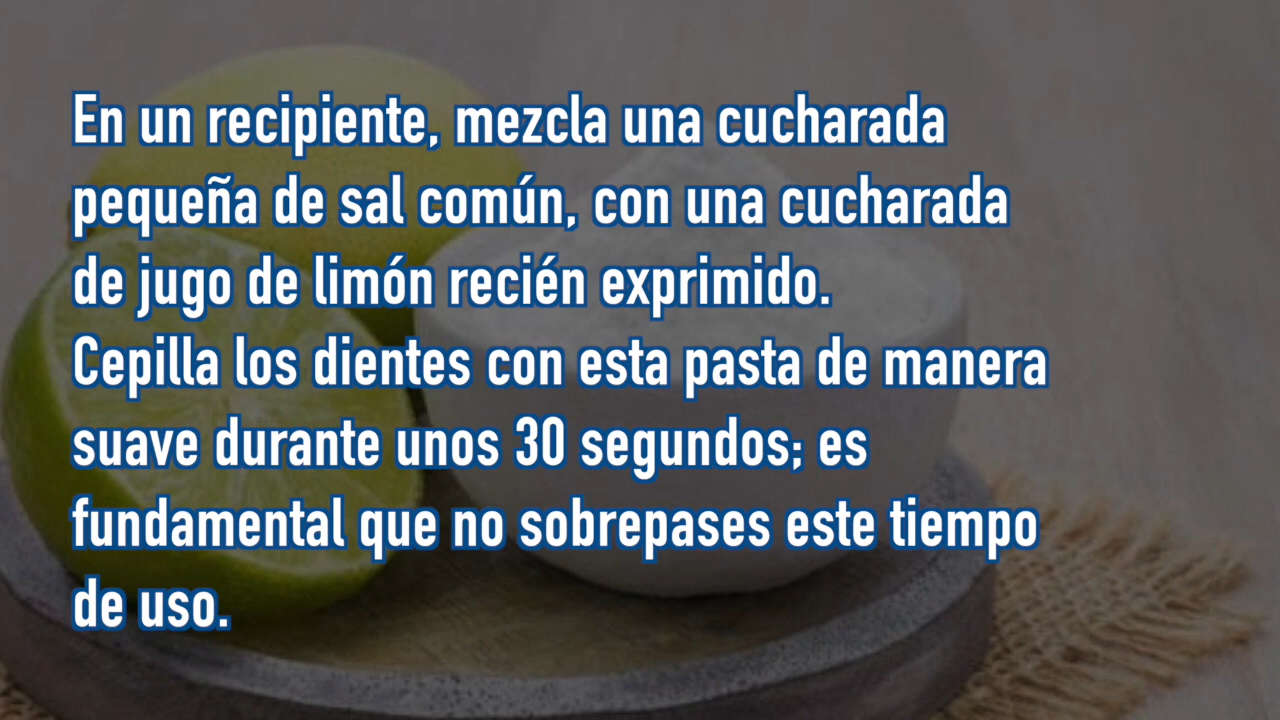 En un recipiente, mezcla una cucharada
pequeña de sal común, con una cucharada
de jugo de limón recién exprimido.
Cepilla los dientes con esta pasta de manera
suave durante unos 30 segundos; es
fundamental que no sobrepases este tiempo
de uso.